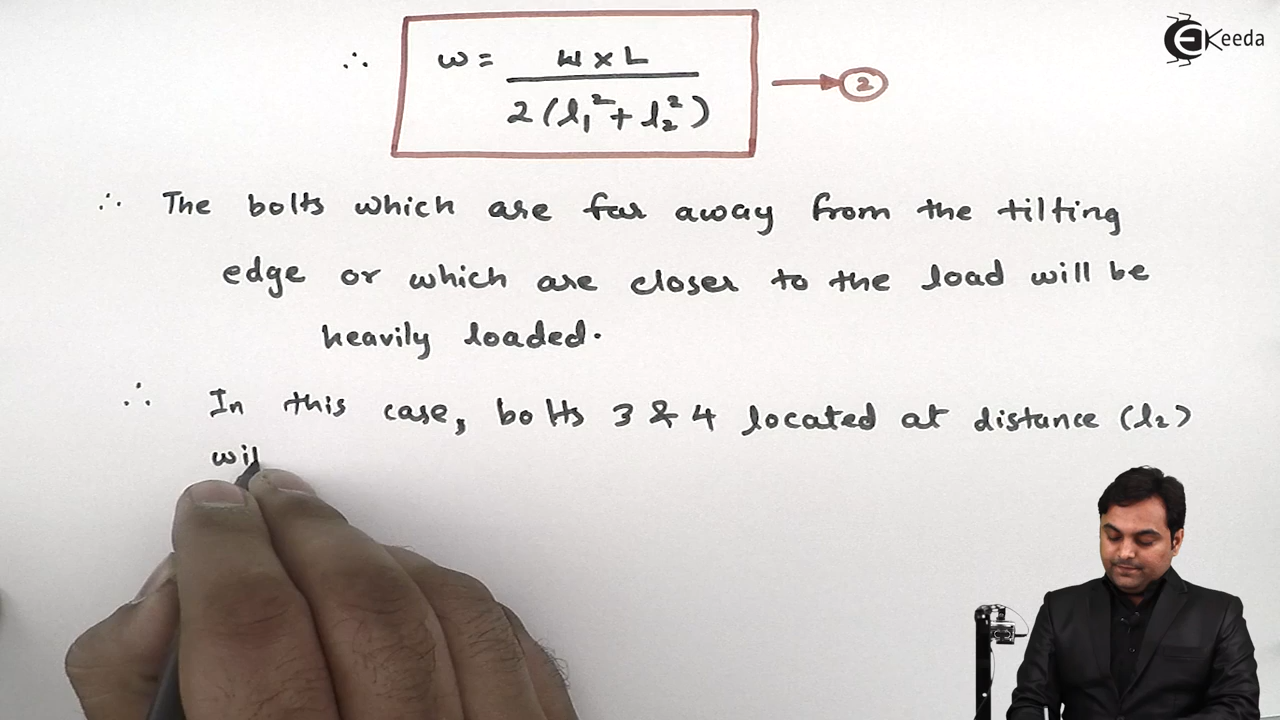 EKeeda
∴ w = W × L / 2 (l₁² + l₂²) → 2
∴ The bolts which are far away from the tilting
edge or which are closer to the load will be
heavily loaded.
∴ In this case, bolts 3 & 4 located at distance (l₂)
wil